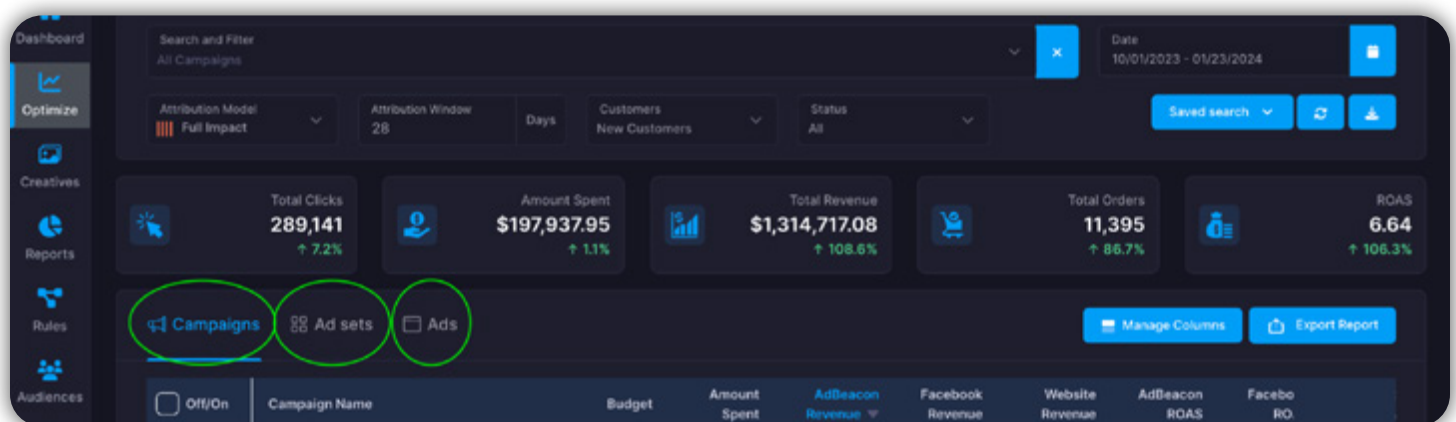 Dashboard
Optimize
Creatives
Reports
Rules
Audiences
Search and Filter
All Campaigns
Date
10/01/2023 - 01/23/2024
Attribution Model
Full Impact
Attribution Window
28
Days
Customers
New Customers
Status
All
Saved search
Total Clicks
289,141
↑ 7.2%
Amount Spent
$197,937.95
↑ 1.1%
Total Revenue
$1,314,717.08
↑ 108.6%
Total Orders
11,395
↑ 86.7%
ROAS
6.64
↑ 106.3%
Campaigns
Ad sets
Ads
Manage Columns
Export Report
Off/On
Campaign Name
Budget
Amount
Spent
AdBeacon
Revenue
Facebook
Revenue
Website
Revenue
AdBeacon
ROAS
Facebo
RO.